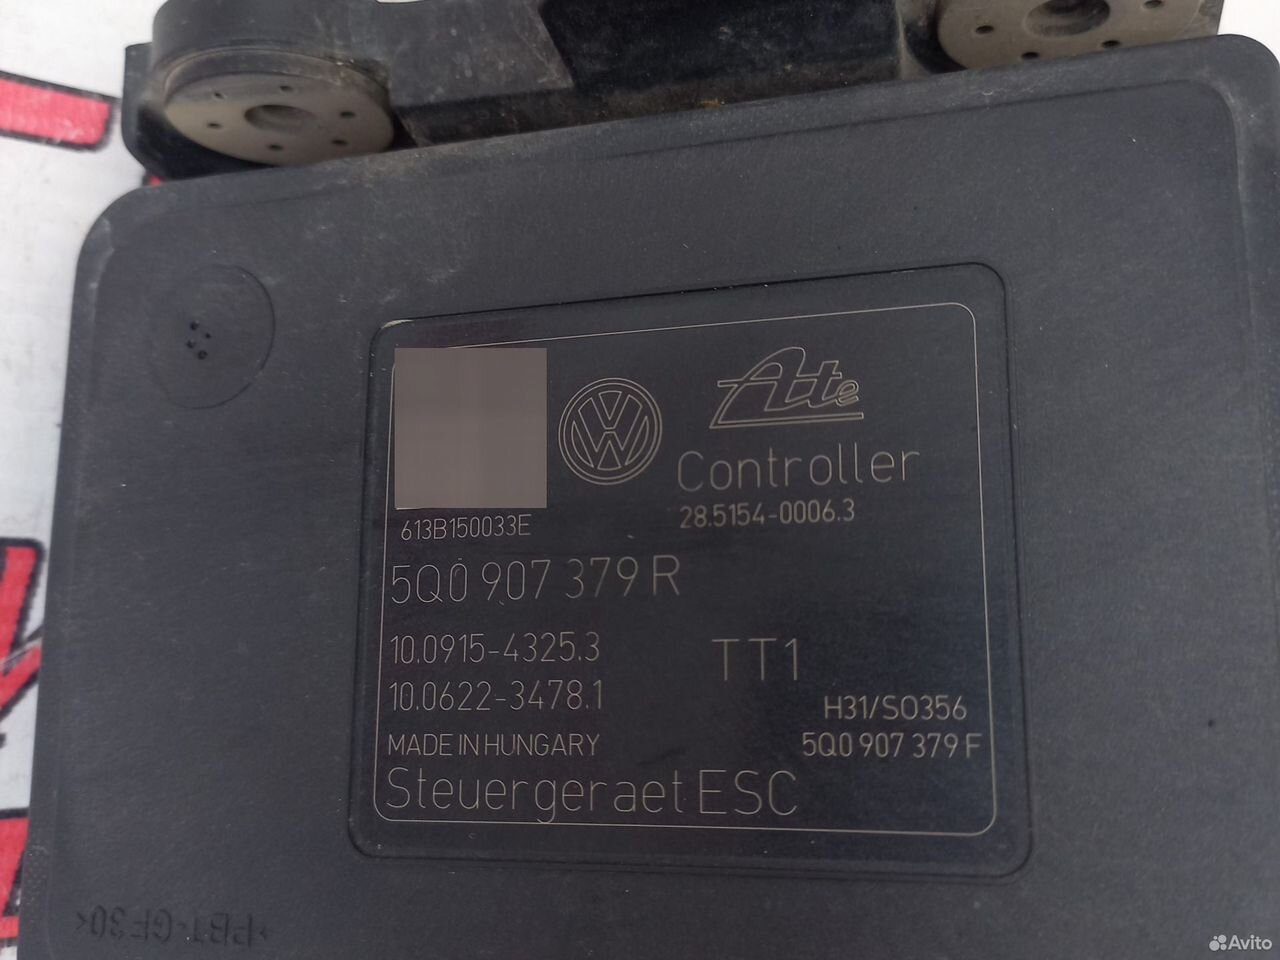 Ate
Controller
28.5154-0006.3
613B150033E
5Q0 907 379 R
10.0915-4325.3
TT1
10.0622-3478.1
H31/S0356
MADE IN HUNGARY
5Q0 907 379 F
Steuergeraet ESC
>PBT-GF30<
Avito